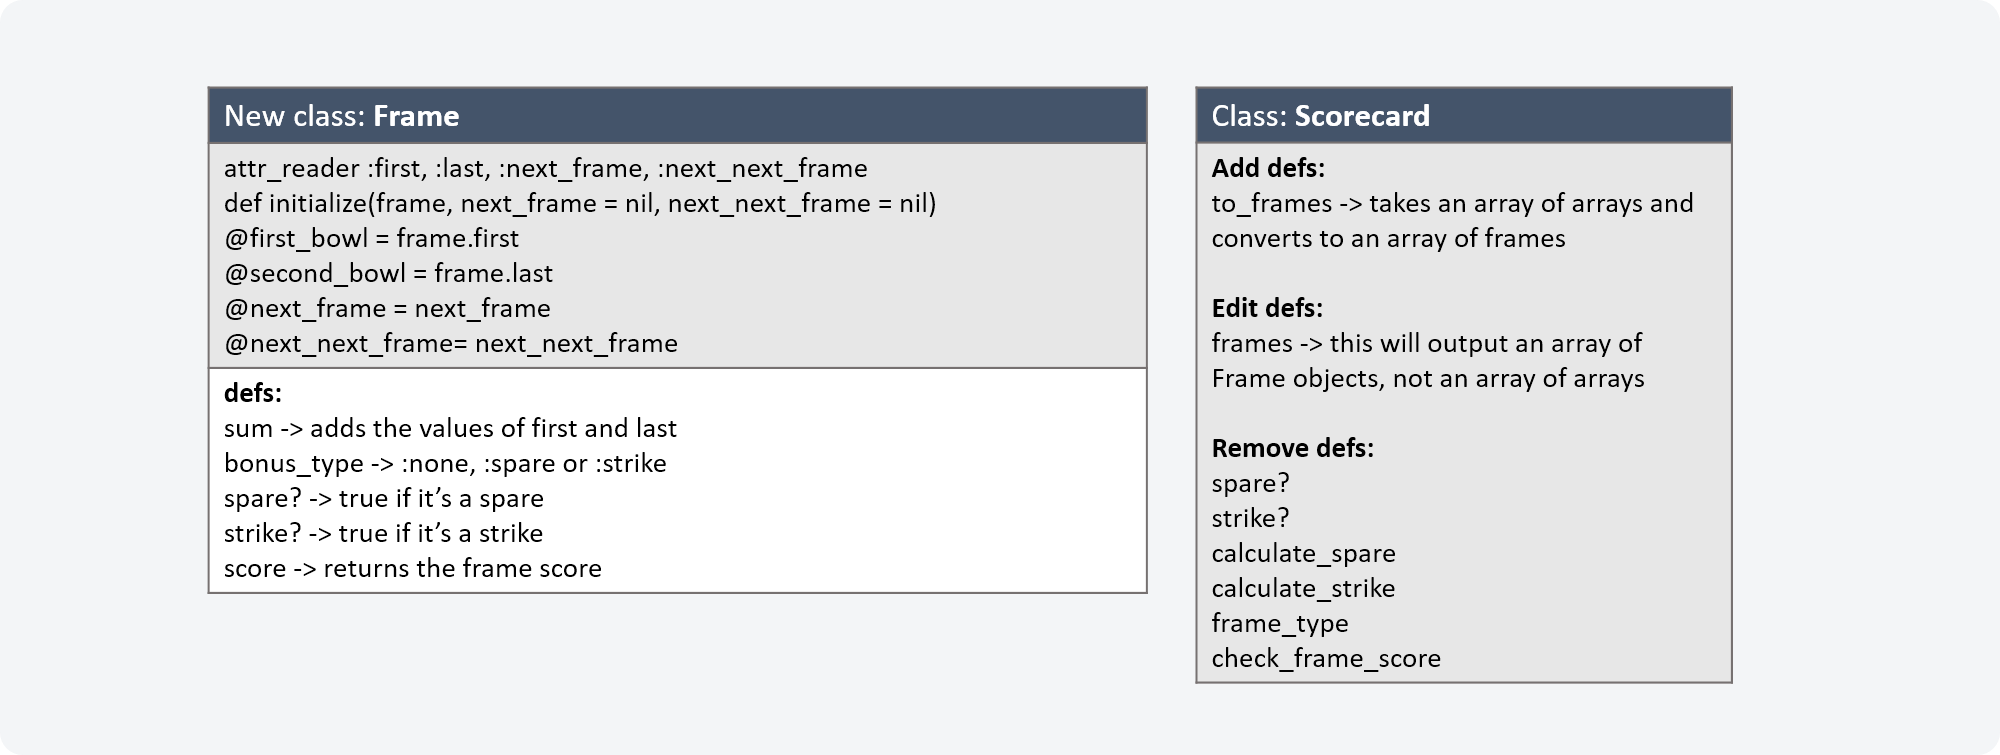 New class: Frame
attr_reader :first, :last, :next_frame, :next_next_frame
def initialize(frame, next_frame = nil, next_next_frame = nil)
@first_bowl = frame.first
@second_bowl = frame.last
@next_frame = next_frame
@next_next_frame= next_next_frame
defs:
sum -> adds the values of first and last
bonus_type -> :none, :spare or :strike
spare? -> true if it’s a spare
strike? -> true if it’s a strike
score -> returns the frame score
Class: Scorecard
Add defs:
to_frames -> takes an array of arrays and
converts to an array of frames
Edit defs:
frames -> this will output an array of
Frame objects, not an array of arrays
Remove defs:
spare?
strike?
calculate_spare
calculate_strike
frame_type
check_frame_score